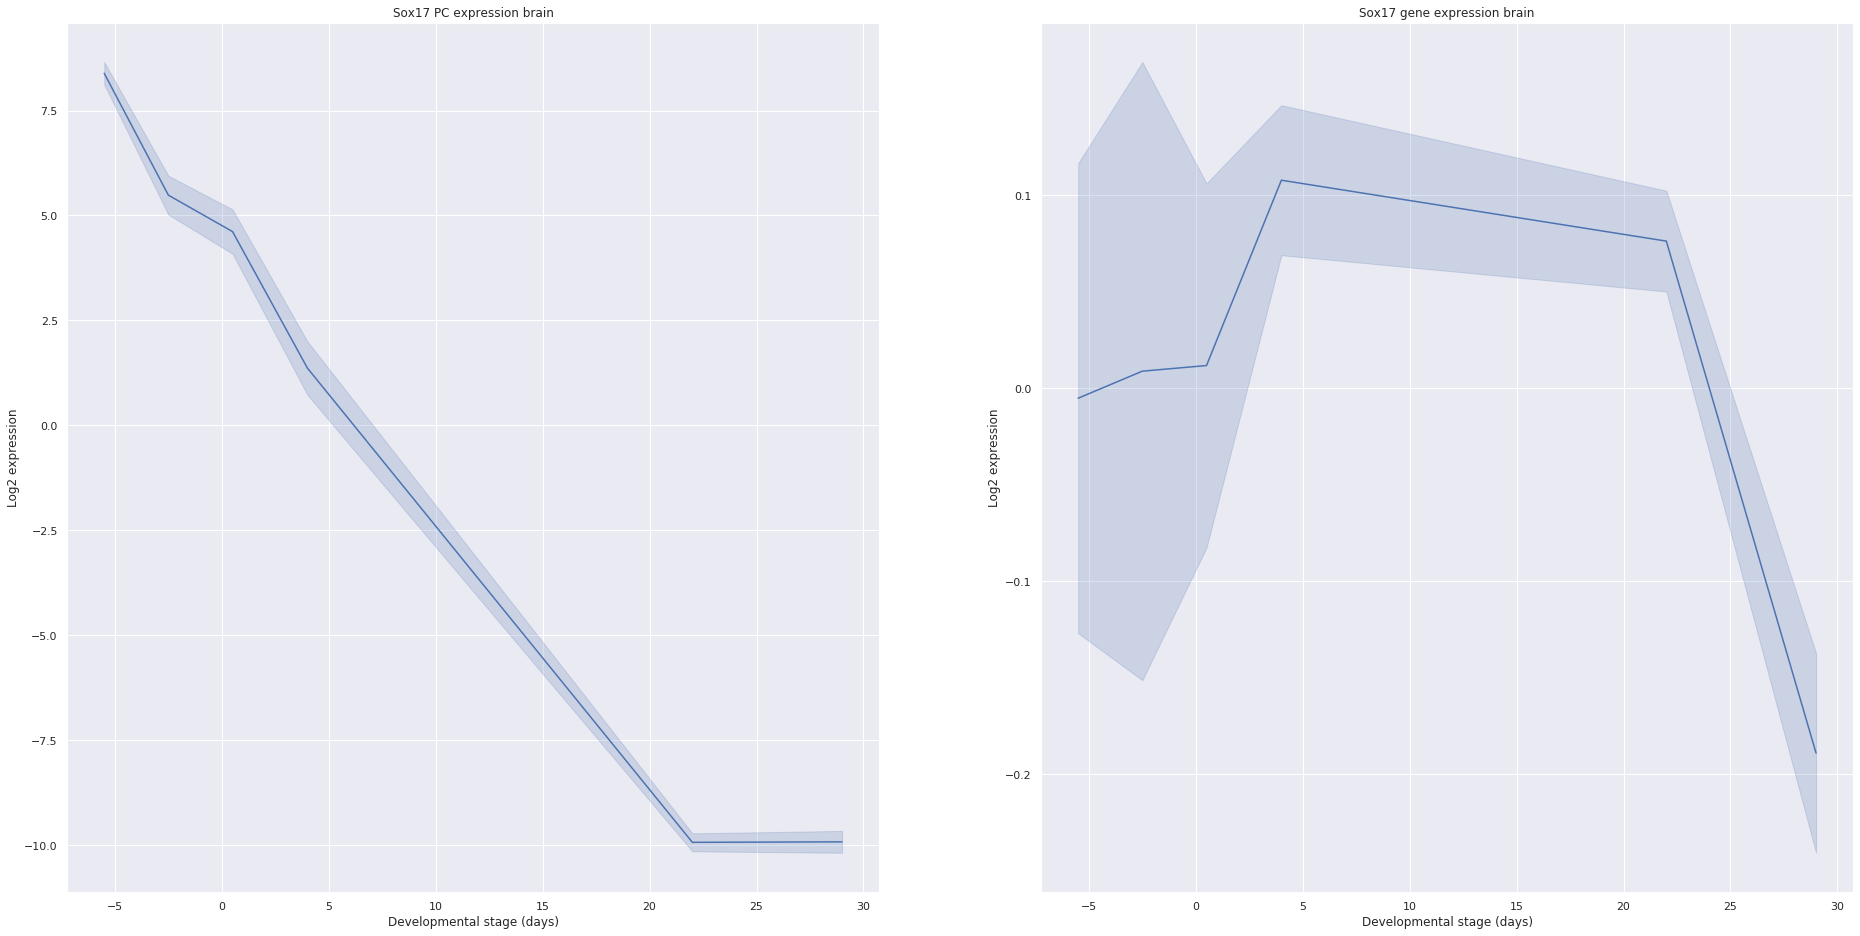 Sox17 PC expression brain
Log2 expression
7.5
5.0
2.5
0.0
−2.5
−5.0
−7.5
−10.0
−5 0 5 10 15 20 25 30
Developmental stage (days)
Sox17 gene expression brain
Log2 expression
0.1
0.0
−0.1
−0.2
−5 0 5 10 15 20 25 30
Developmental stage (days)